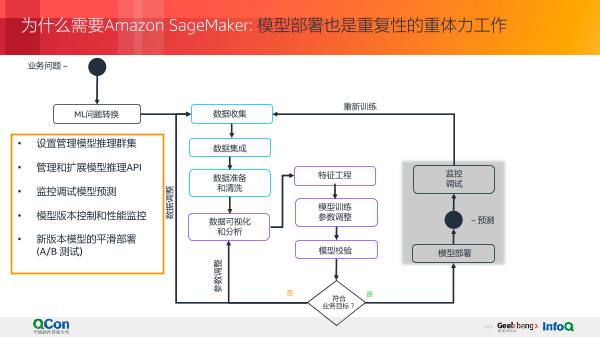 为什么需要Amazon SageMaker: 模型部署也是重复性的重体力工作
业务问题 –
ML问题转换
数据收集
重新训练
• 设置管理模型推理群集
• 管理和扩展模型推理API
• 监控调试模型预测
• 模型版本控制和性能监控
• 新版本模型的平滑部署
(A/B 测试)
数据调整
数据集成
数据准备
和清洗
数据可视化
和分析
参数调整
特征工程
模型训练
参数调整
模型校验
监控
调试
– 预测
模型部署
否
符合
业务目标？
是
QCon
全球软件开发大会
Geekbang
InfoQ